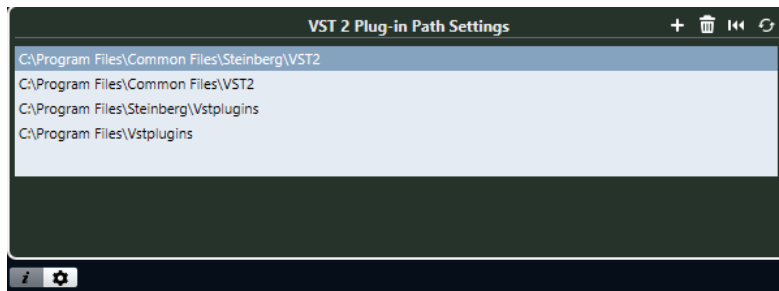 VST 2 Plug-in Path Settings
C:\Program Files\Common Files\Steinberg\VST2
C:\Program Files\Common Files\VST2
C:\Program Files\Steinberg\Vstplugins
C:\Program Files\Vstplugins
i